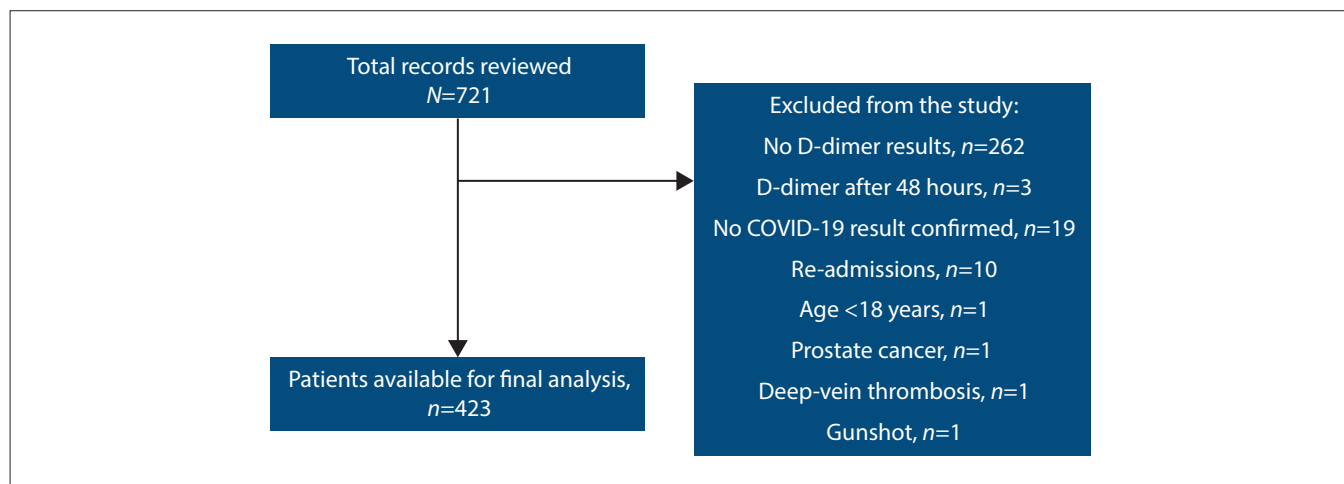 Total records reviewed
N=721
Excluded from the study:
No D-dimer results, n=262
D-dimer after 48 hours, n=3
No COVID-19 result confirmed, n=19
Re-admissions, n=10
Age <18 years, n=1
Prostate cancer, n=1
Deep-vein thrombosis, n=1
Gunshot, n=1
Patients available for final analysis,
n=423